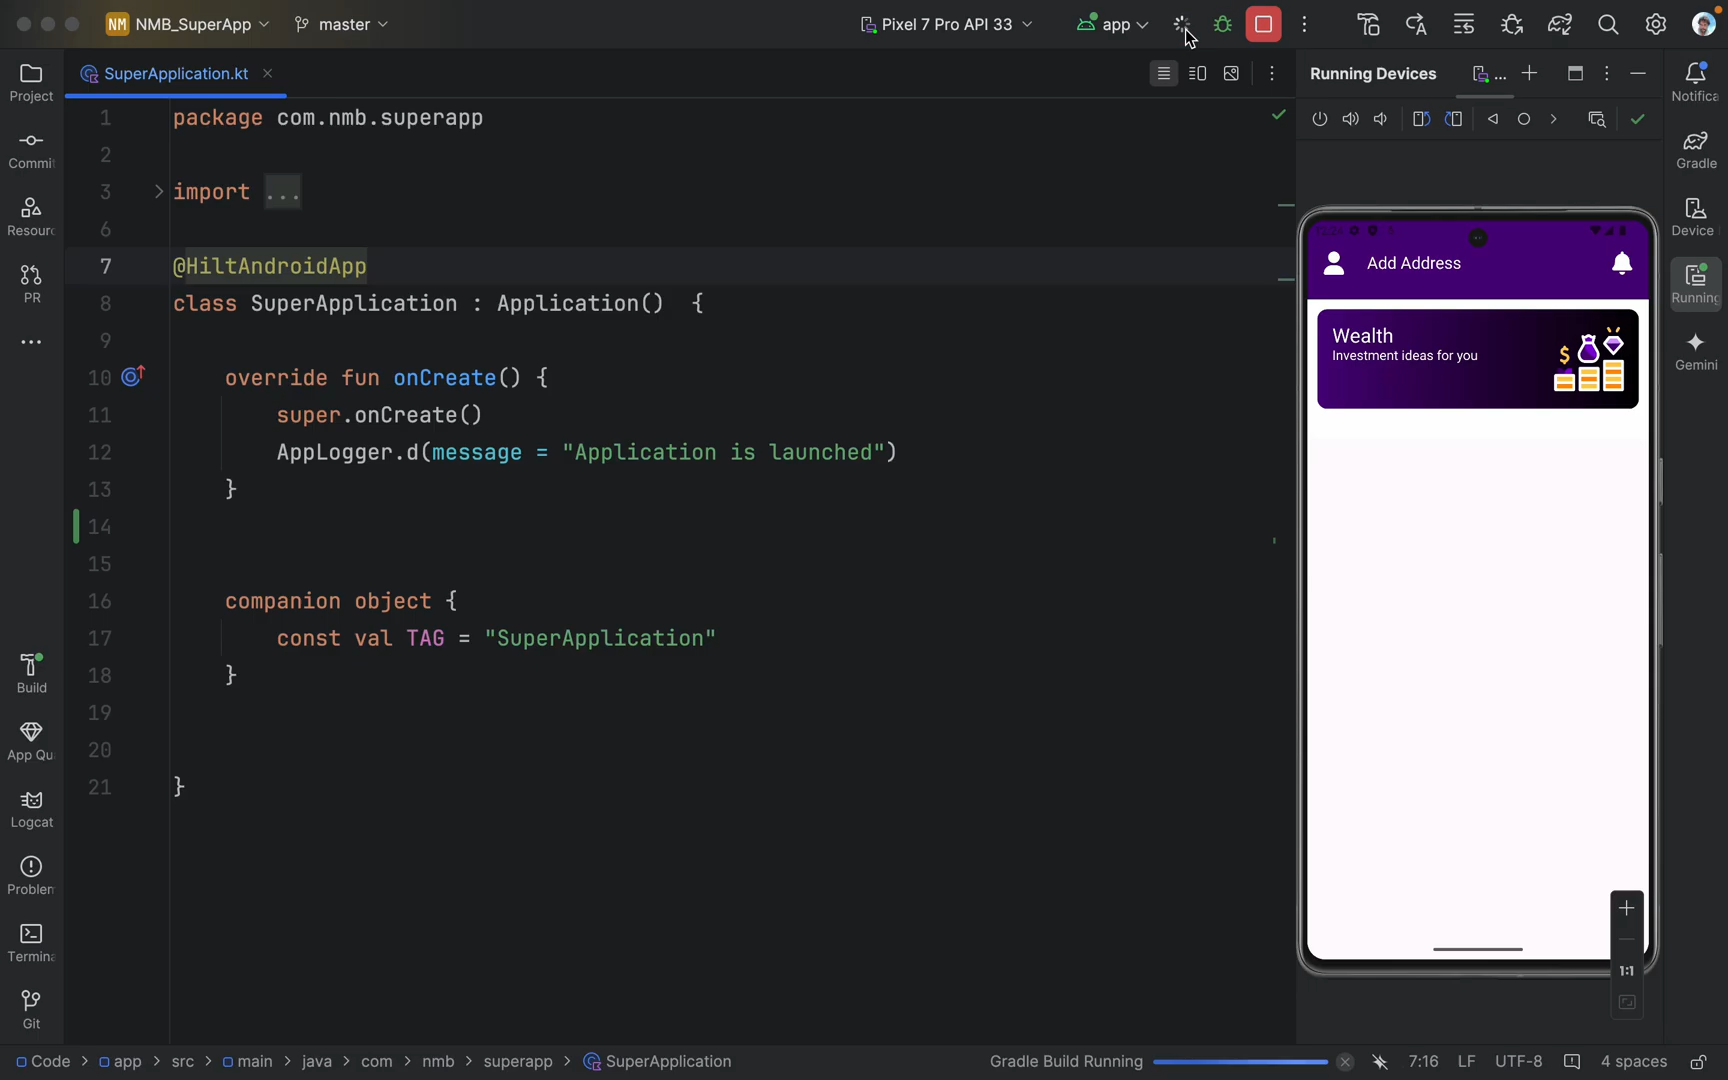 NM NMB_SuperApp master Pixel 7 Pro API 33 app
Project
Commi
Resourc
PR
Build
App Qu
Logcat
Problem
Termina
Git
SuperApplication.kt
1 package com.nmb.superapp
2
3 import ...
6
7 @HiltAndroidApp
8 class SuperApplication : Application() {
9
10 override fun onCreate() {
11 super.onCreate()
12 AppLogger.d(message = "Application is launched")
13 }
14
15
16 companion object {
17 const val TAG = "SuperApplication"
18 }
19
20
21 }
Running Devices ...
Add Address
Wealth
Investment ideas for you
$
1:1
Notifica
Gradle
Device
Running
Gemini
Code > app > src > main > java > com > nmb > superapp > SuperApplication
Gradle Build Running 7:16 LF UTF-8 4 spaces